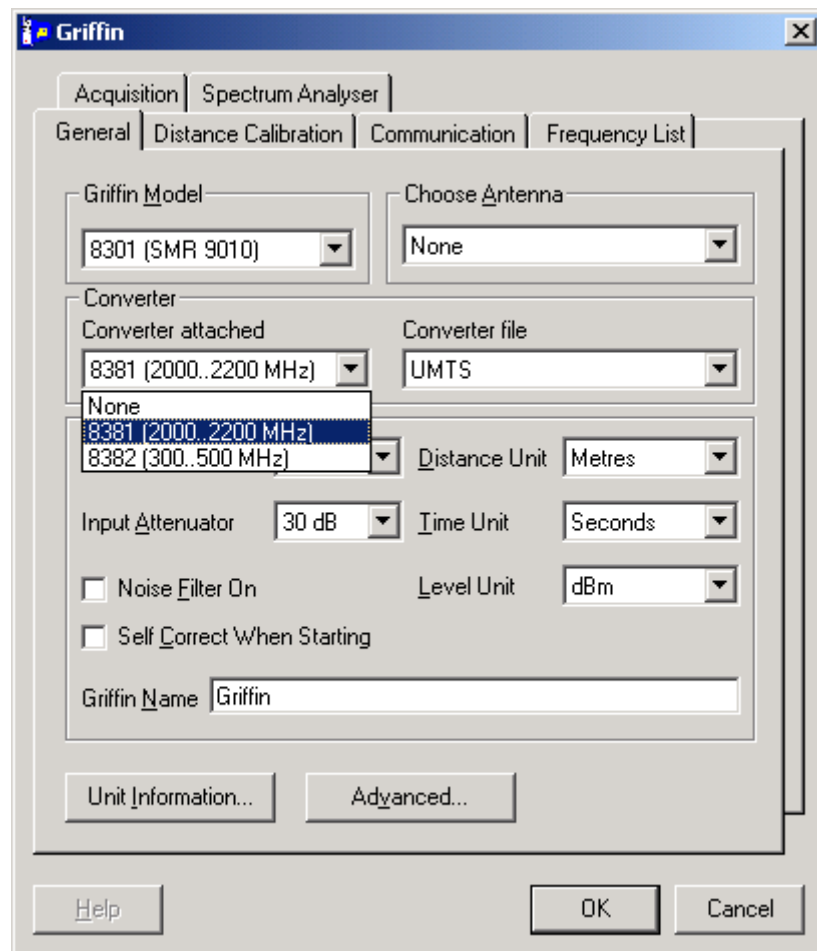 Griffin
Acquisition Spectrum Analyser
General Distance Calibration Communication Frequency List
Griffin Model Choose Antenna
8301 (SMR 9010) None
Converter
Converter attached Converter file
8381 (2000..2200 MHz) UMTS
None
8381 (2000..2200 MHz)
8382 (300..500 MHz) Distance Unit Metres
Input Attenuator 30 dB Time Unit Seconds
Noise Filter On Level Unit dBm
Self Correct When Starting
Griffin Name Griffin
Unit Information... Advanced...
Help OK Cancel